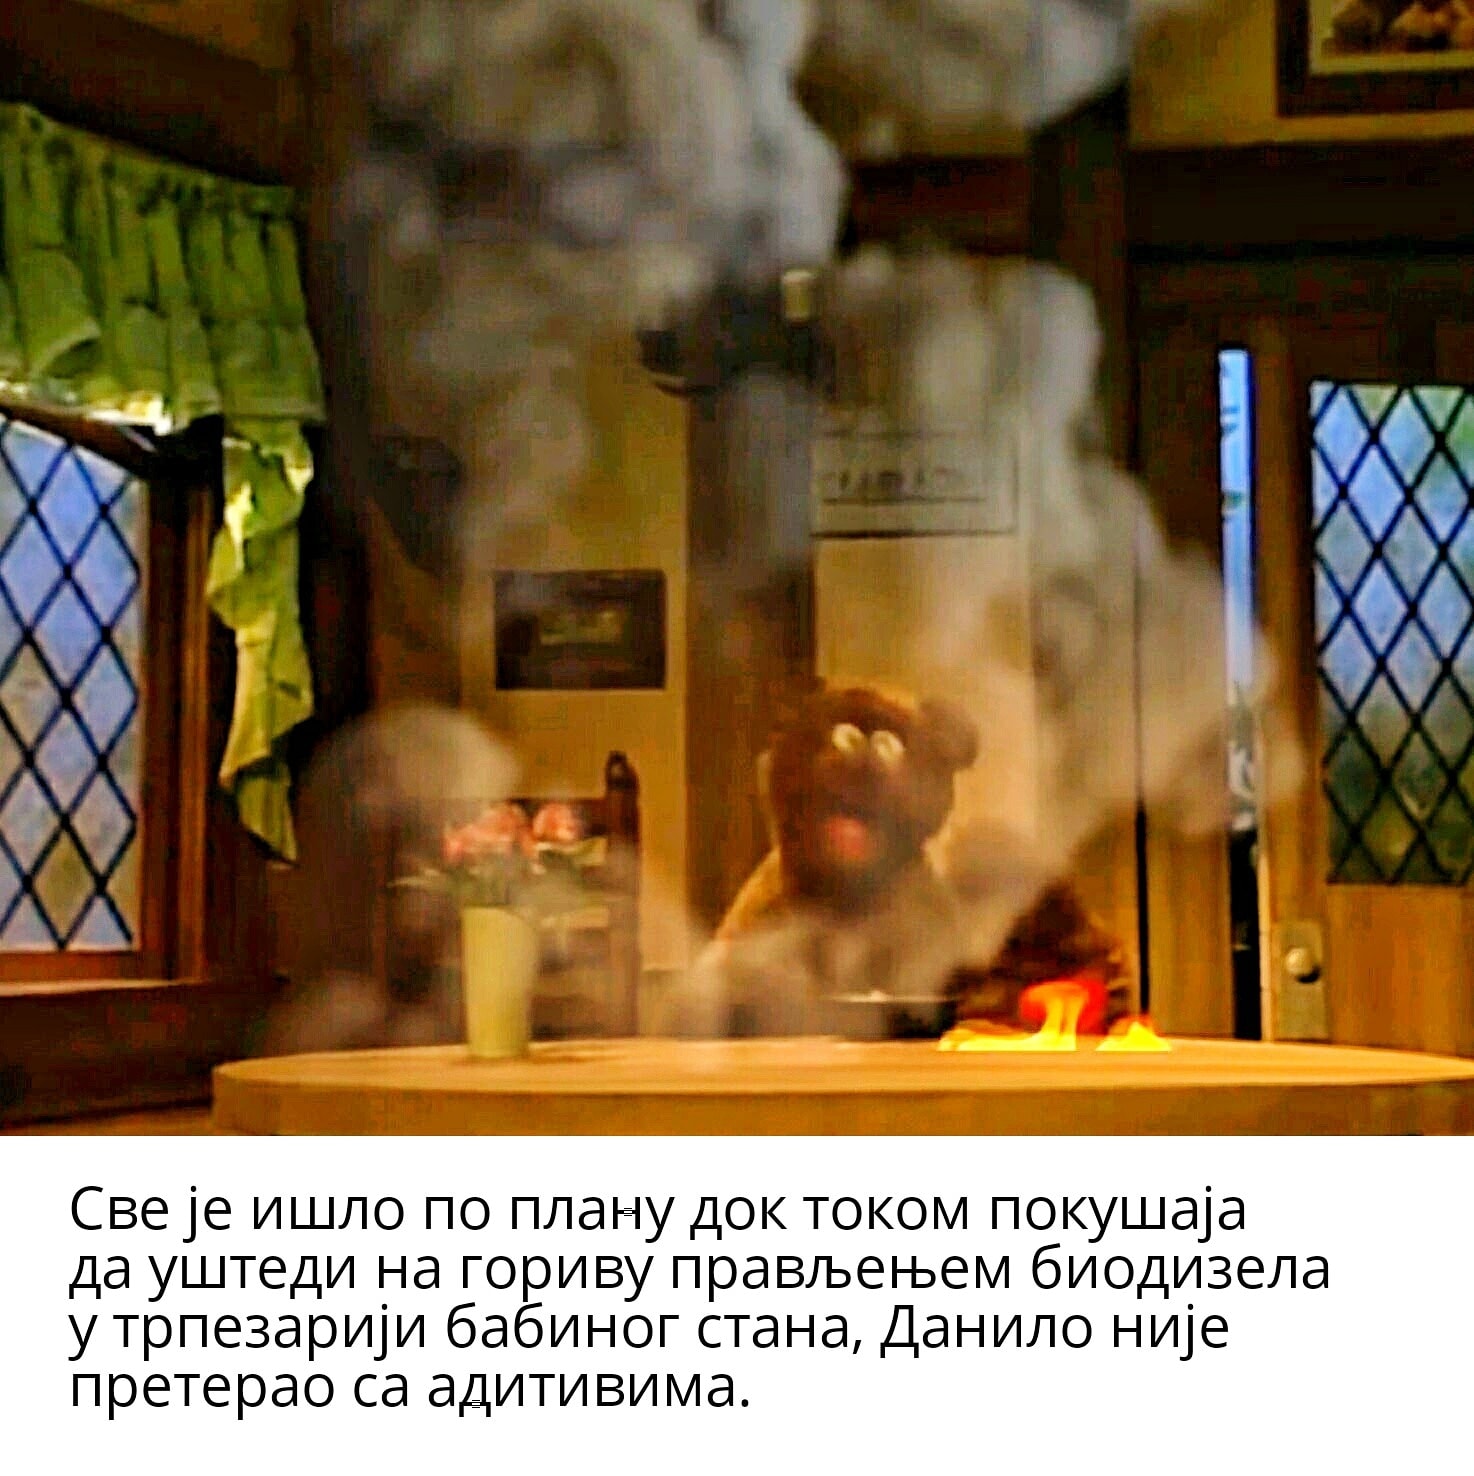 Све је ишло по плану док током покушаја
да уштеди на гориву прављењем биодизела
у трпезарији бабиног стана, Данило није
претерао са адитивима.